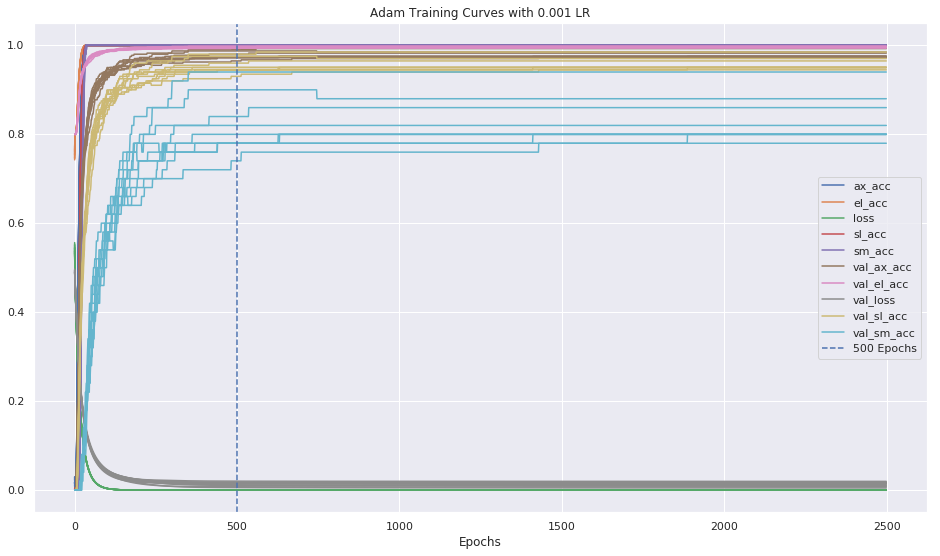 Adam Training Curves with 0.001 LR
1.0
0.8
0.6
0.4
0.2
0.0
0
500
1000
1500
2000
2500
Epochs
ax_acc
el_acc
loss
sl_acc
sm_acc
val_ax_acc
val_el_acc
val_loss
val_sl_acc
val_sm_acc
500 Epochs